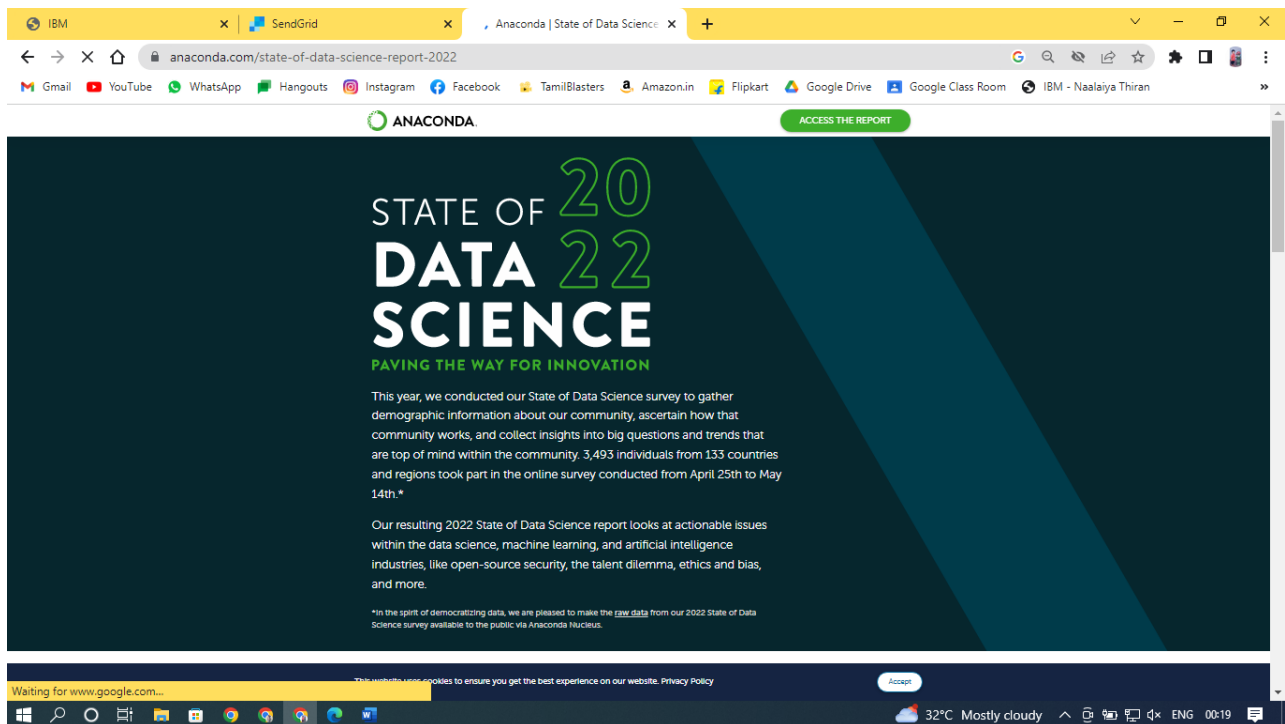 IBM
SendGrid
Anaconda | State of Data Science
anaconda.com/state-of-data-science-report-2022
Gmail YouTube WhatsApp Hangouts Instagram Facebook TamilBlasters Amazon.in Flipkart Google Drive Google Class Room IBM - Naalaiya Thiran »
ANACONDA.
ACCESS THE REPORT
STATE OF 20
DATA 22
SCIENCE
PAVING THE WAY FOR INNOVATION
This year, we conducted our State of Data Science survey to gather
demographic information about our community, ascertain how that
community works, and collect insights into big questions and trends that
are top of mind within the community. 3,493 individuals from 133 countries
and regions took part in the online survey conducted from April 25th to May
14th.*
Our resulting 2022 State of Data Science report looks at actionable issues
within the data science, machine learning, and artificial intelligence
industries, like open-source security, the talent dilemma, ethics and bias,
and more.
*In the spirit of democratizing data, we are pleased to make the raw data from our 2022 State of Data
Science survey available to the public via Anaconda Nucleus.
This website uses cookies to ensure you get the best experience on our website. Privacy Policy
Accept
Waiting for www.google.com...
32°C Mostly cloudy ENG 00:19